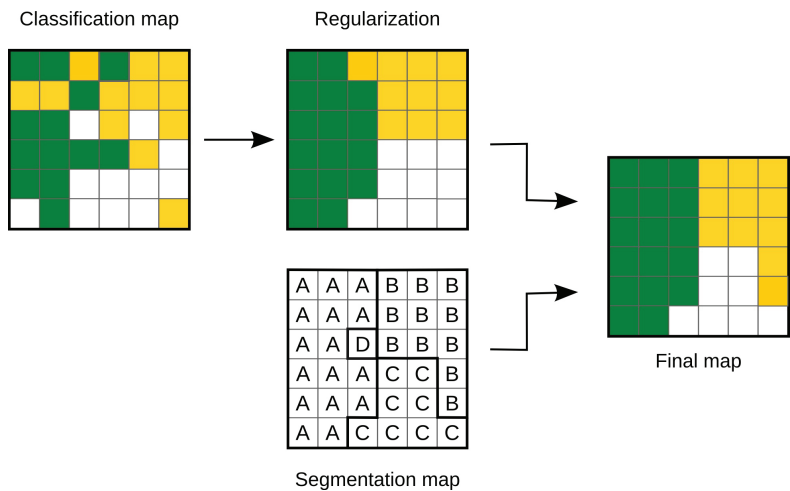 Classification map
Regularization
A A A B B B
A A A B B B
A A D B B B
A A A C C B
A A A C C B
A A C C C C
Final map
Segmentation map